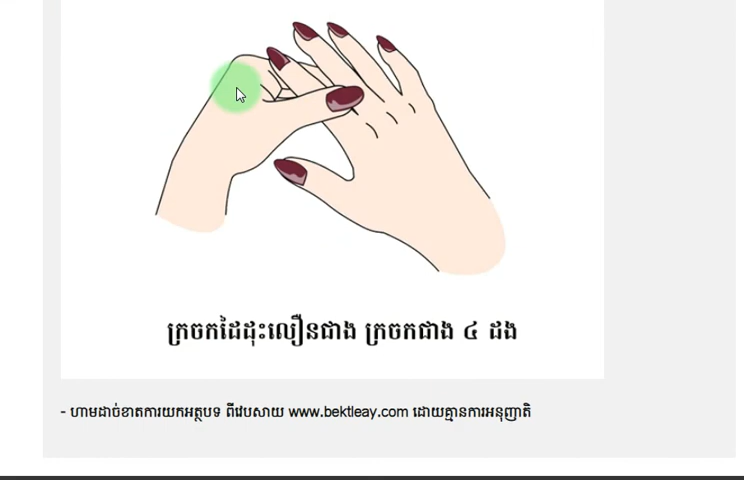 ក្រចកដៃដុះលឿនជាង ក្រចកជើង ៤ ដង
- ហាមដាច់ខាតការយកអត្ថបទ ពីវេបសាយ www.bektleay.com ដោយគ្មានការអនុញាតិ